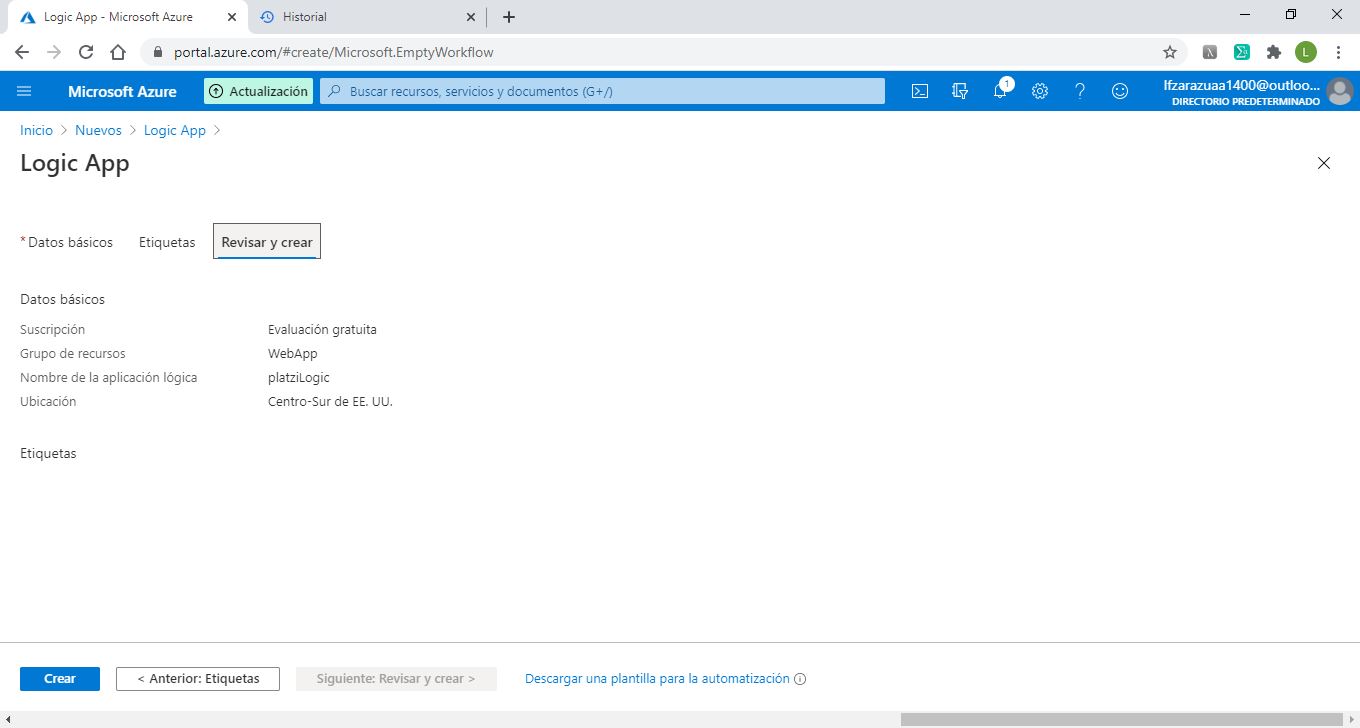 Logic App - Microsoft Azure
Historial
portal.azure.com/#create/Microsoft.EmptyWorkflow
L
Microsoft Azure
Actualización
Buscar recursos, servicios y documentos (G+/)
1
lfzarazuaa1400@outloo...
DIRECTORIO PREDETERMINADO
Inicio > Nuevos > Logic App >
Logic App
* Datos básicos
Etiquetas
Revisar y crear
Datos básicos
Suscripción
Evaluación gratuita
Grupo de recursos
WebApp
Nombre de la aplicación lógica
platziLogic
Ubicación
Centro-Sur de EE. UU.
Etiquetas
Crear
< Anterior: Etiquetas
Siguiente: Revisar y crear >
Descargar una plantilla para la automatización